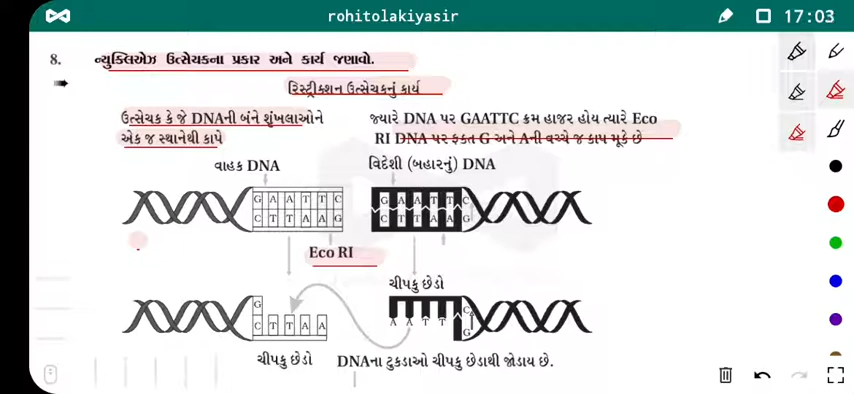 rohitolakiyasir
17:03
8. ન્યુક્લિએઝ ઉત્સેચકના પ્રકાર અને કાર્ય જણાવો.
રિસ્ટ્રીક્શન ઉત્સેચકનું કાર્ય
ઉત્સેચક કે જે DNAની બંને શૃંખલાઓને
એક જ સ્થાનેથી કાપે
જ્યારે DNA પર GAATTC ક્રમ હાજર હોય ત્યારે Eco
RI DNA પર ફક્ત G અને Aની વચ્ચે જ કાપ મૂકે છે
વાહક DNA
વિદેશી (બહારનું) DNA
G A A T T C
C T T A A G
G A A T T C
C T T A A G
Eco RI
ચીપકુ છેડો
G
C T T A A
C
A A T T
G
ચીપકુ છેડો
DNAના ટુકડાઓ ચીપકુ છેડાથી જોડાય છે.